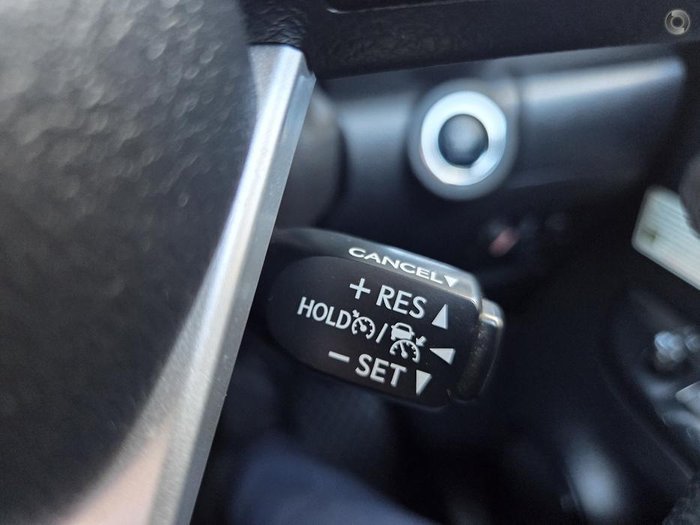 CANCEL▼
+ RES ▲
HOLD /
− SET ▼